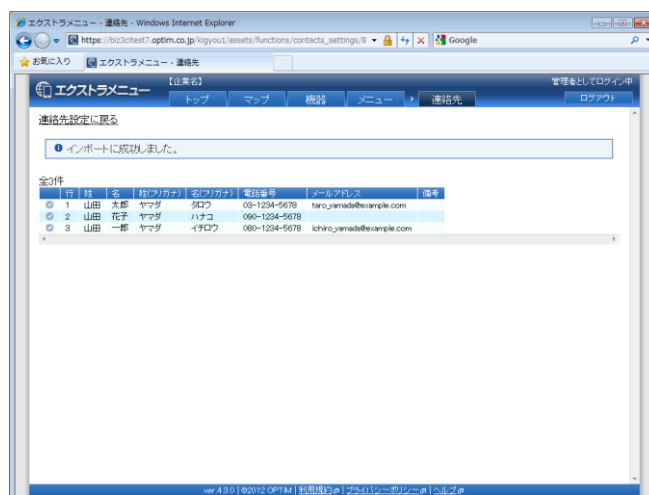 エクストラメニュー - 連絡先 - Windows Internet Explorer
https://biz3citest7.optim.co.jp/kigyou1/assets/functions/contacts_settings/8
Google
お気に入り
エクストラメニュー - 連絡先
エクストラメニュー
【企業名】
管理者としてログイン中
トップ
マップ
機器
メニュー
連絡先
ログアウト
連絡先設定に戻る
インポートに成功しました。
全3件
行 姓 名 姓(フリガナ) 名(フリガナ) 電話番号 メールアドレス 備考
1 山田 太郎 ヤマダ タロウ 03-1234-5678 taro_yamada@example.com
2 山田 花子 ヤマダ ハナコ 090-1234-5678
3 山田 一郎 ヤマダ イチロウ 080-1234-5678 ichiro_yamada@example.com
ver.4.3.0 | ©2012 OPTiM | 利用規約 | プライバシーポリシー | ヘルプ